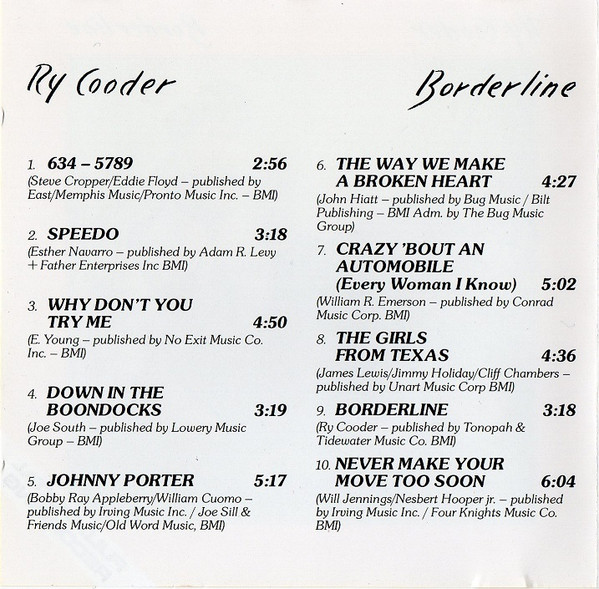 Ry Cooder
Borderline
1. 634 – 5789 2:56
(Steve Cropper/Eddie Floyd – published by
East/Memphis Music/Pronto Music Inc. – BMI)
2. SPEEDO 3:18
(Esther Navarro – published by Adam R. Levy
+ Father Enterprises Inc BMI)
3. WHY DON'T YOU
TRY ME 4:50
(E. Young – published by No Exit Music Co.
Inc. – BMI)
4. DOWN IN THE
BOONDOCKS 3:19
(Joe South – published by Lowery Music
Group – BMI)
5. JOHNNY PORTER 5:17
(Bobby Ray Appleberry/William Cuomo –
published by Irving Music Inc. / Joe Sill &
Friends Music/Old Word Music, BMI)
6. THE WAY WE MAKE
A BROKEN HEART 4:27
(John Hiatt – published by Bug Music / Bilt
Publishing – BMI Adm. by The Bug Music
Group)
7. CRAZY 'BOUT AN
AUTOMOBILE
(Every Woman I Know) 5:02
(William R. Emerson – published by Conrad
Music Corp. BMI)
8. THE GIRLS
FROM TEXAS 4:36
(James Lewis/Jimmy Holiday/Cliff Chambers –
published by Unart Music Corp BMI)
9. BORDERLINE 3:18
(Ry Cooder – published by Tonopah &
Tidewater Music Co. BMI)
10. NEVER MAKE YOUR
MOVE TOO SOON 6:04
(Will Jennings/Nesbert Hooper jr. – published
by Irving Music Inc. / Four Knights Music Co.
BMI)